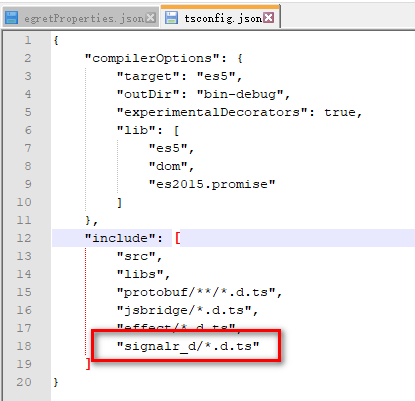 egretProperties.json tsconfig.json
1 {
2 "compilerOptions": {
3 "target": "es5",
4 "outDir": "bin-debug",
5 "experimentalDecorators": true,
6 "lib": [
7 "es5",
8 "dom",
9 "es2015.promise"
10 ]
11 },
12 "include": [
13 "src",
14 "libs",
15 "protobuf/**/*.d.ts",
16 "jsbridge/*.d.ts",
17 "effect/*.d.ts",
18 "signalr_d/*.d.ts"
19 ]
20 }